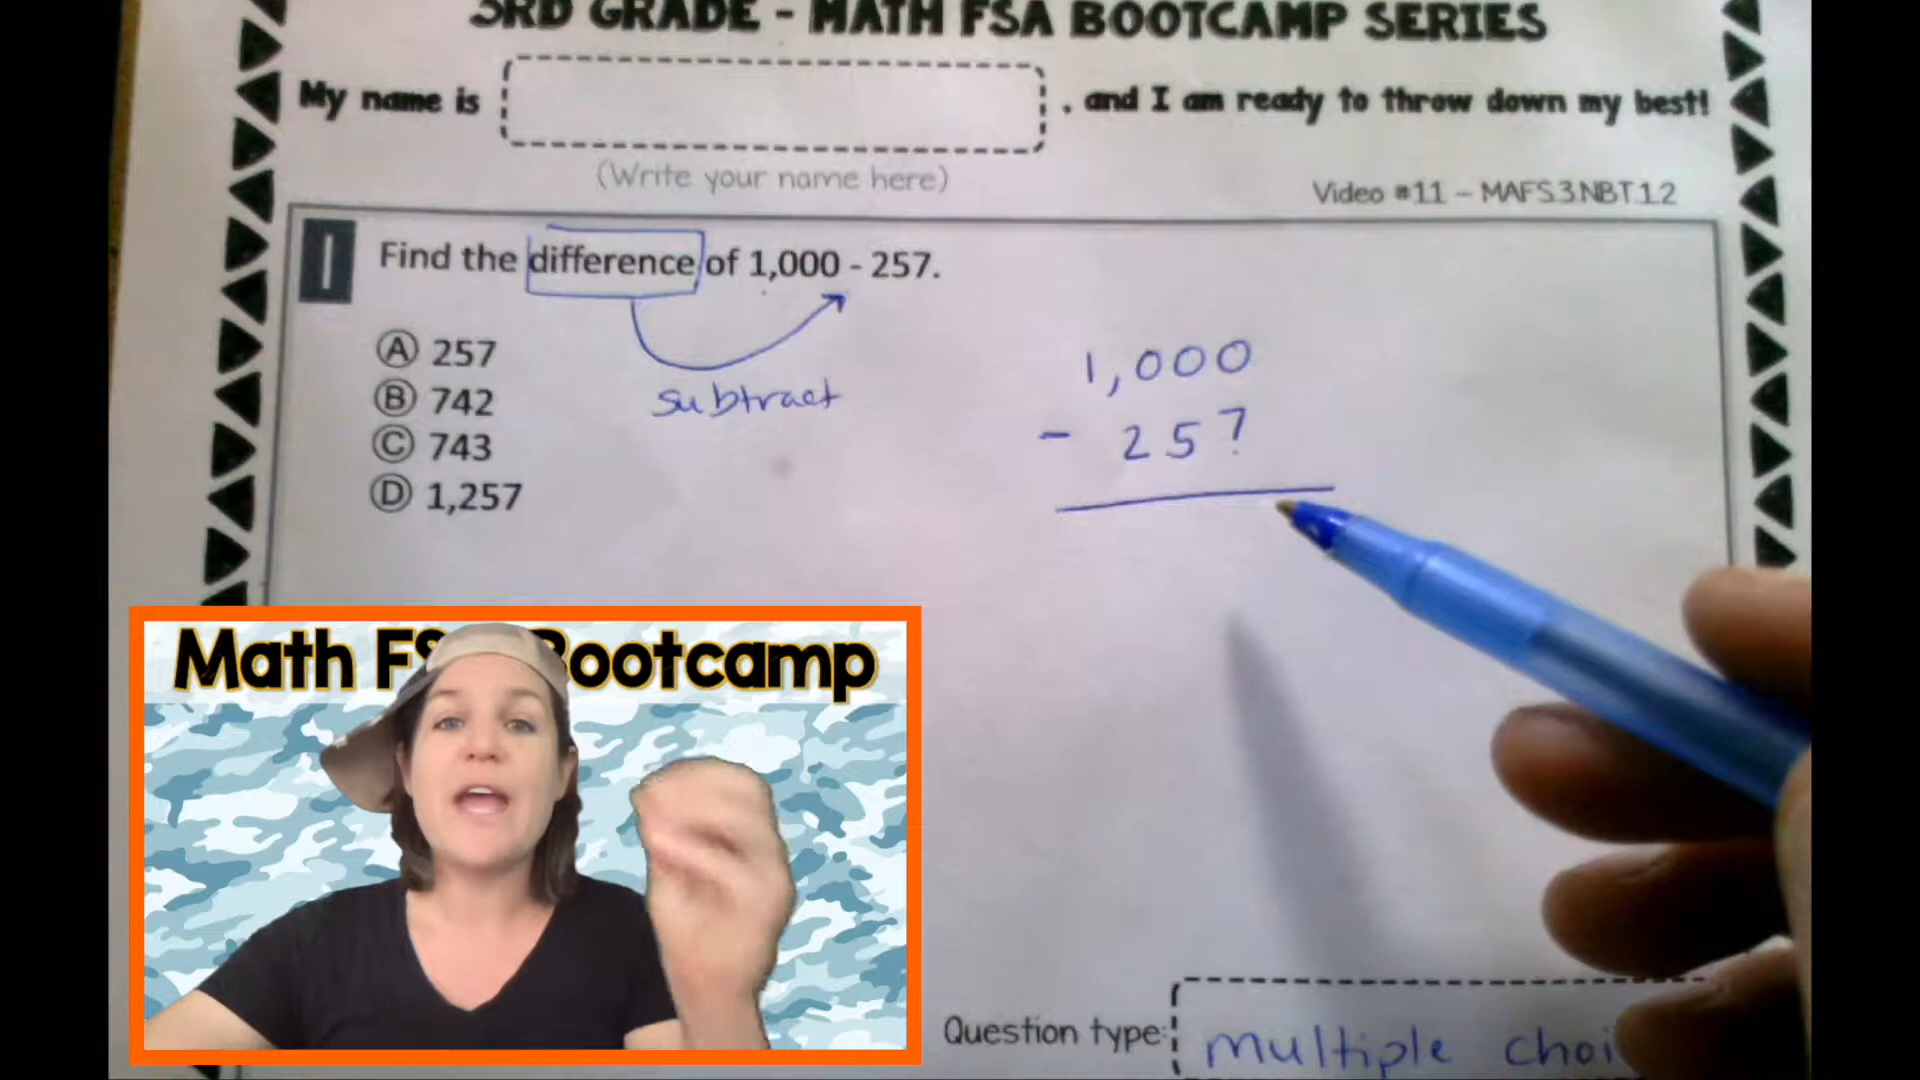 3RD GRADE - MATH FSA BOOTCAMP SERIES
My name is , and I am ready to throw down my best!
(Write your name here)
Video #11 - MAFS.3.NBT.1.2
1 Find the difference of 1,000 - 257.
A 257
B 742
C 743
D 1,257
subtract
1,000
- 257
Math Bootcamp
Question type: multiple